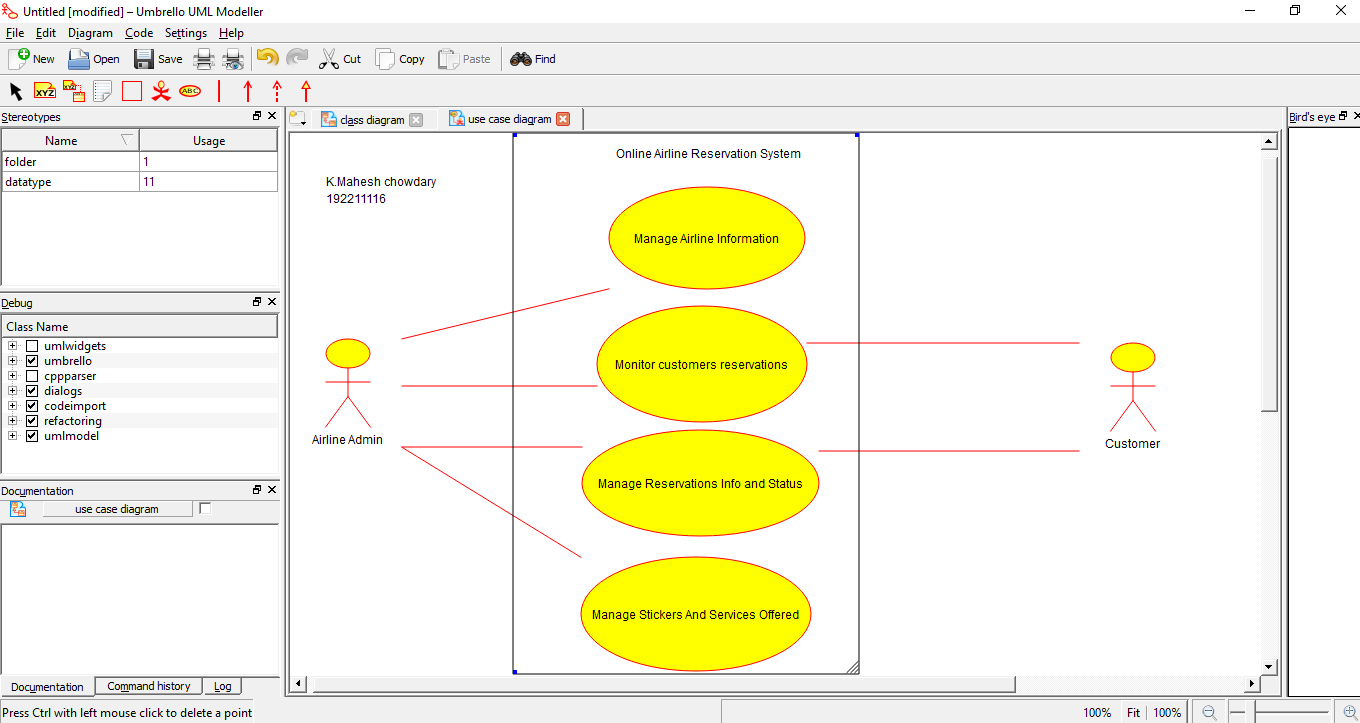 Untitled [modified] – Umbrello UML Modeller
File Edit Diagram Code Settings Help
New Open Save Cut Copy Paste Find
XYZ XYZ ABC
Stereotypes
Name Usage
folder 1
datatype 11
Debug
Class Name
umlwidgets
umbrello
cppparser
dialogs
codeimport
refactoring
umlmodel
Documentation
use case diagram
Documentation Command history Log
class diagram use case diagram
Online Airline Reservation System
K.Mahesh chowdary
192211116
Manage Airline Information
Monitor customers reservations
Manage Reservations Info and Status
Manage Stickers And Services Offered
Airline Admin
Customer
Bird's eye
Press Ctrl with left mouse click to delete a point
100% Fit 100%